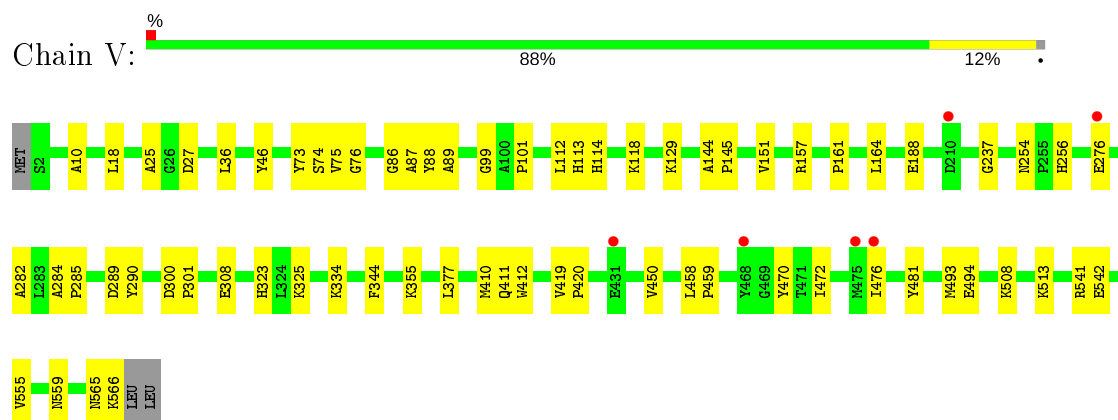 %
Chain V:
88% 12% •
MET S2 A10 L18 A25 G26 D27 L36 Y46 Y73 S74 V75 G76 G86 A87 Y88 A89 G99 A100 P101 L112 H113 H114 K118 K129 A144 P145 V151 R157 P161 L164 E188 D210 G237 N254 P255 H256 E276
A282 L283 A284 P285 D289 Y290 D300 P301 E308 H323 L324 K325 K334 F344 K355 L377 M410 Q411 W412 V419 P420 E431 V450 L458 P459 Y468 G469 Y470 T471 I472 M475 I476 Y481 M493 E494 K508 K513 R541 E542
V555 N559 N565 K566 LEU LEU